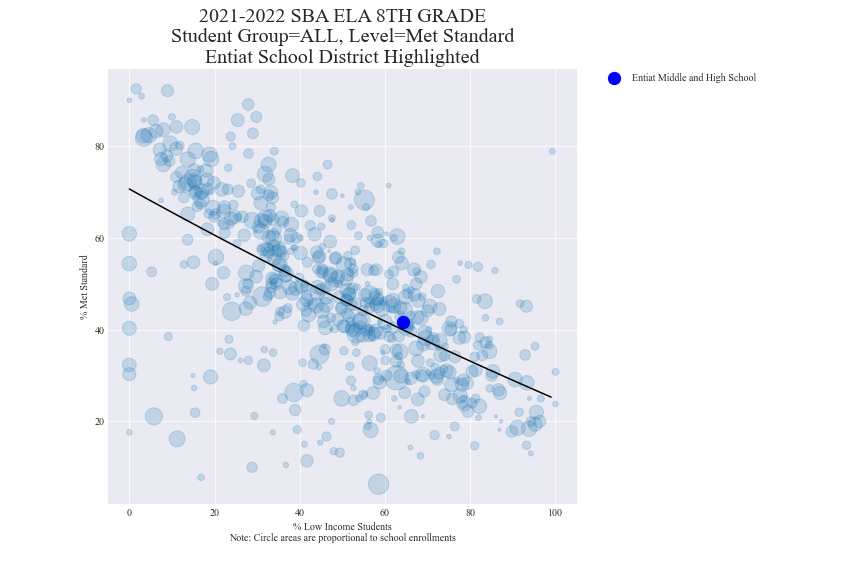 2021-2022 SBA ELA 8TH GRADE
Student Group=ALL, Level=Met Standard
Entiat School District Highlighted
Entiat Middle and High School
% Met Standard
80
60
40
20
0 20 40 60 80 100
% Low Income Students
Note: Circle areas are proportional to school enrollments